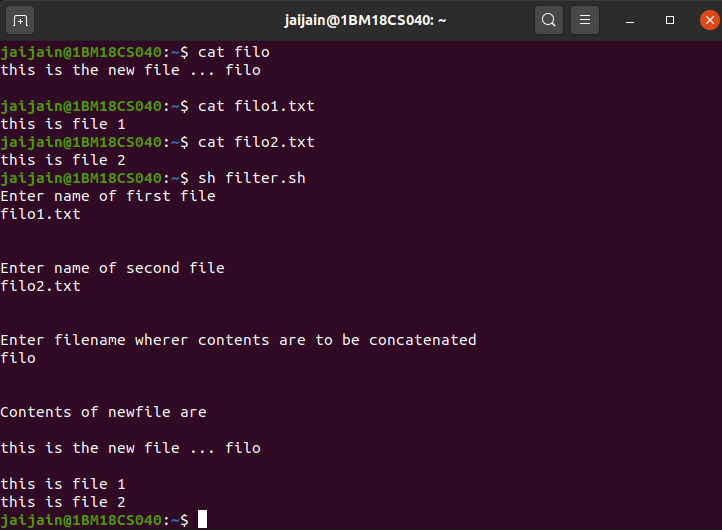 jaijain@1BM18CS040: ~
jaijain@1BM18CS040:~$ cat filo
this is the new file ... filo
jaijain@1BM18CS040:~$ cat filo1.txt
this is file 1
jaijain@1BM18CS040:~$ cat filo2.txt
this is file 2
jaijain@1BM18CS040:~$ sh filter.sh
Enter name of first file
filo1.txt
Enter name of second file
filo2.txt
Enter filename wherer contents are to be concatenated
filo
Contents of newfile are
this is the new file ... filo
this is file 1
this is file 2
jaijain@1BM18CS040:~$